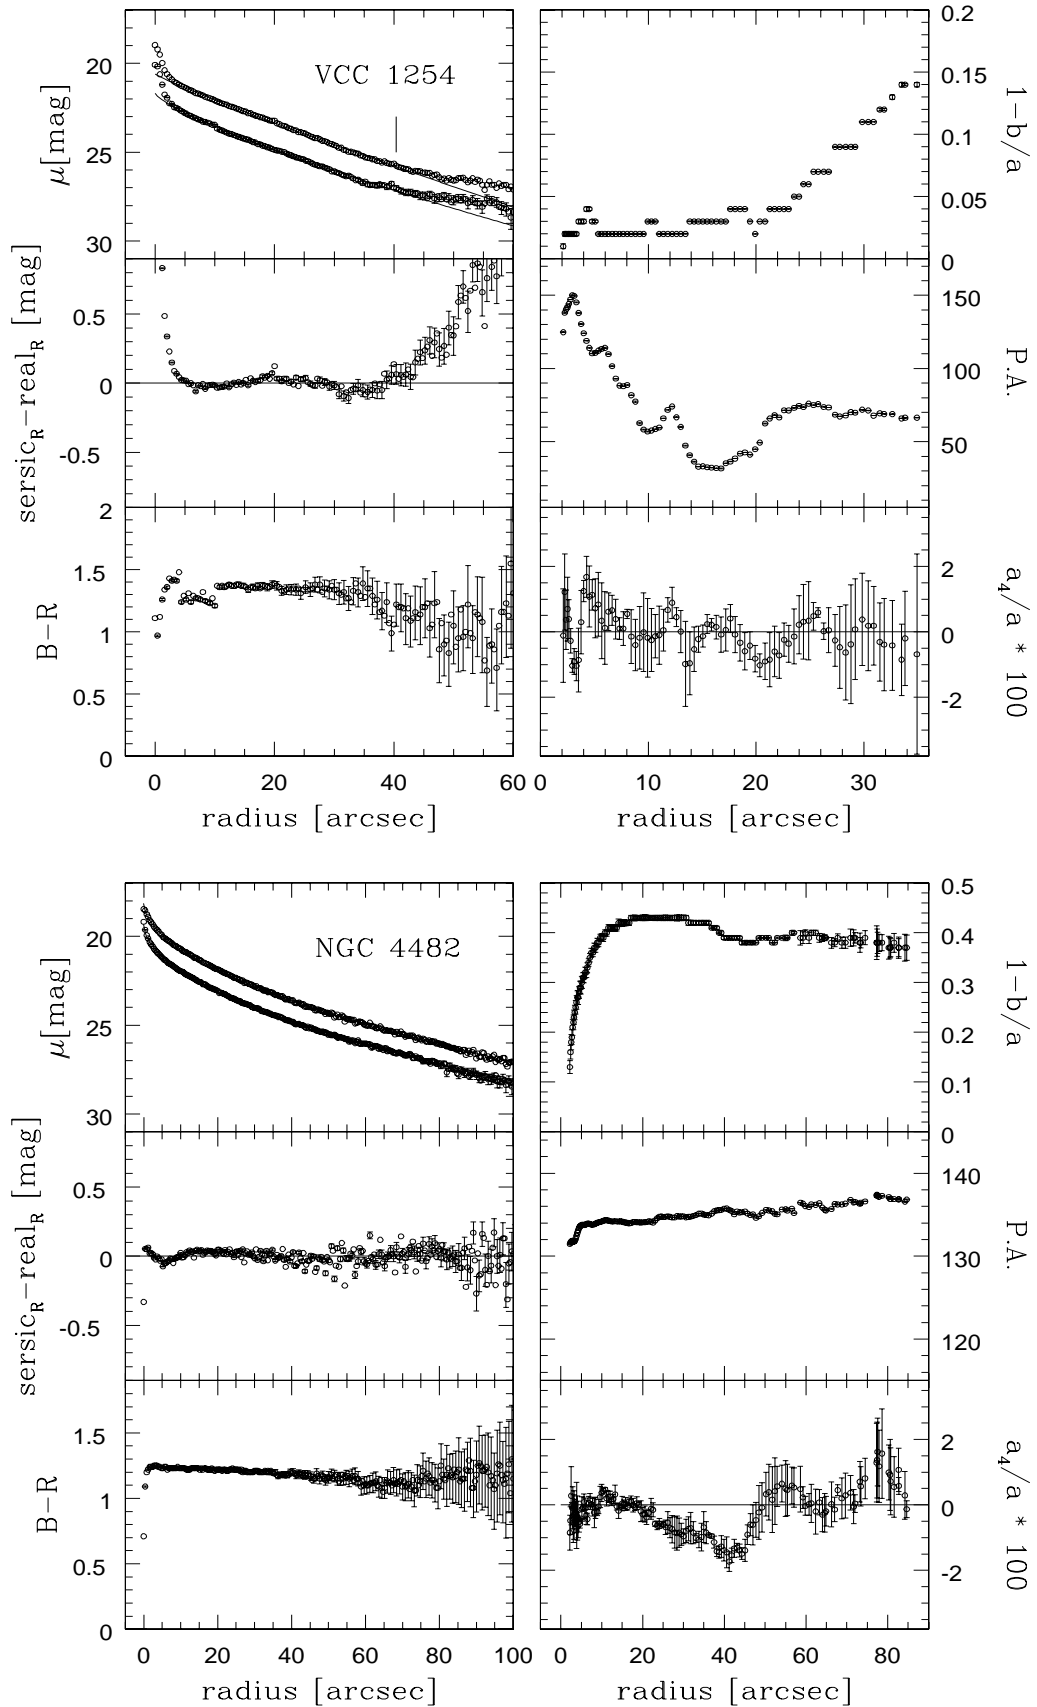 VCC 1254
μ[mag]
20
25
30
0.2
0.15
0.1
0.05
0
1-b/a
sersic_R-real_R [mag]
0.5
0
-0.5
150
100
50
P.A.
B-R
2
1.5
1
0.5
0
2
0
-2
a_4/a * 100
0 20 40 60
0 10 20 30
radius [arcsec]
radius [arcsec]
NGC 4482
μ[mag]
20
25
30
0.5
0.4
0.3
0.2
0.1
0
1-b/a
sersic_R-real_R [mag]
0.5
0
-0.5
140
130
120
P.A.
B-R
1.5
1
0.5
0
2
0
-2
a_4/a * 100
0 20 40 60 80 100
0 20 40 60 80
radius [arcsec]
radius [arcsec]